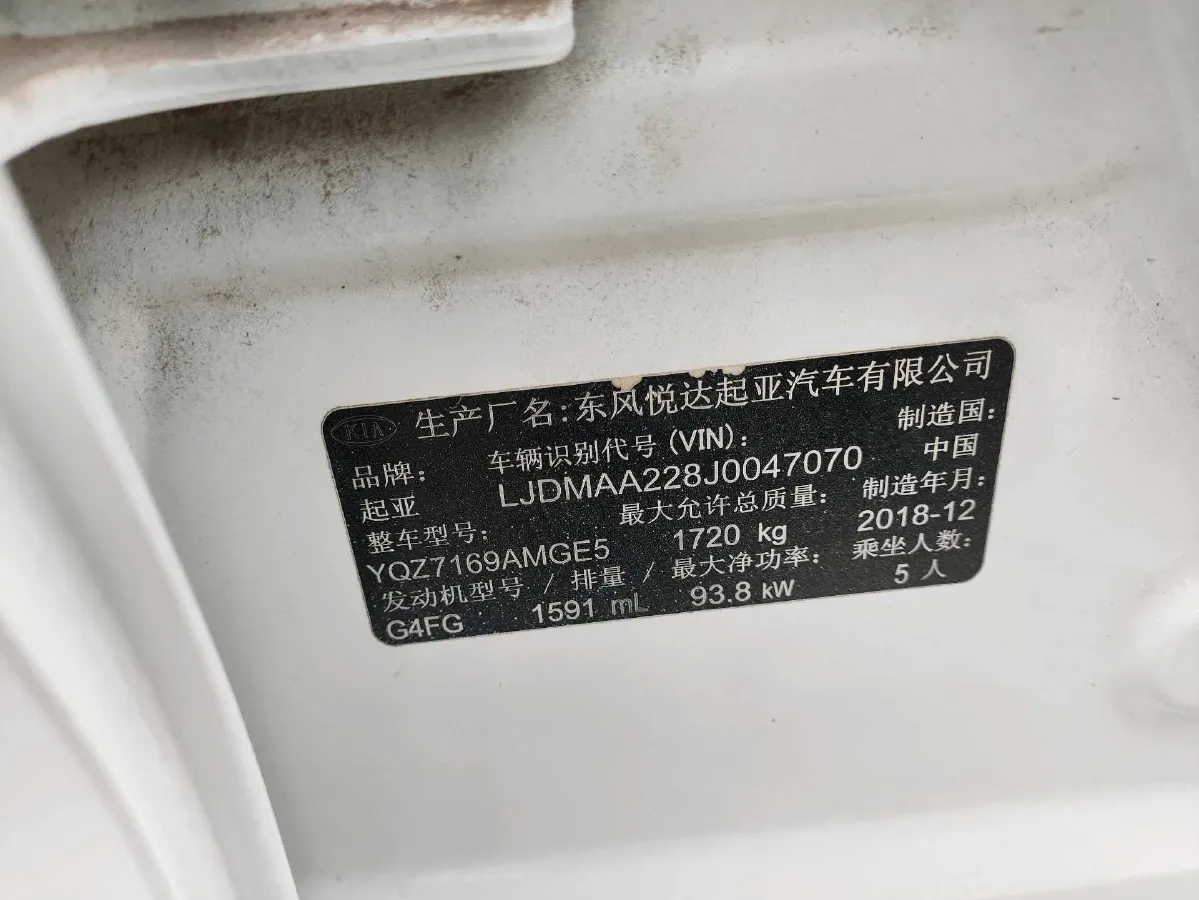 KIA 生产厂名:东风悦达起亚汽车有限公司
品牌: 车辆识别代号(VIN): 制造国:
起亚 LJDMAA228J0047070 中国
整车型号: 最大允许总质量: 制造年月:
YQZ7169AMGE5 1720 kg 2018-12
发动机型号 / 排量 / 最大净功率: 乘坐人数:
G4FG 1591 mL 93.8 kW 5 人